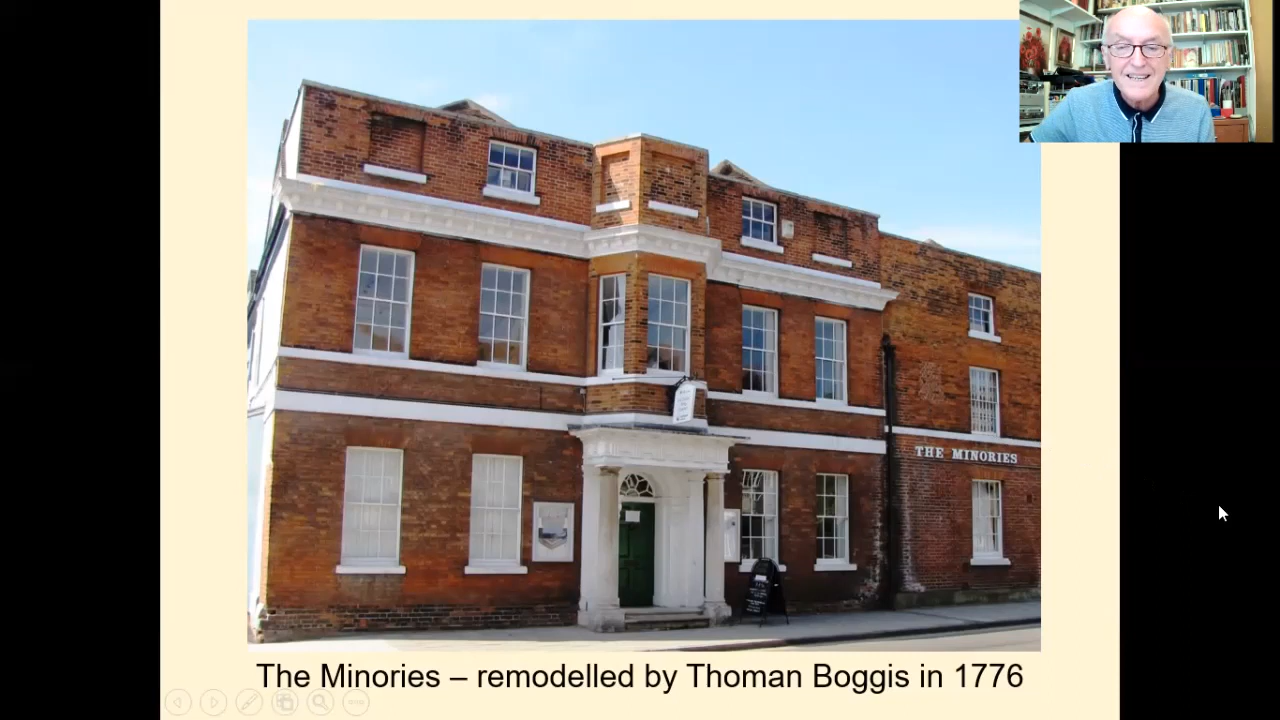 THE MINORIES
The Minories – remodelled by Thoman Boggis in 1776